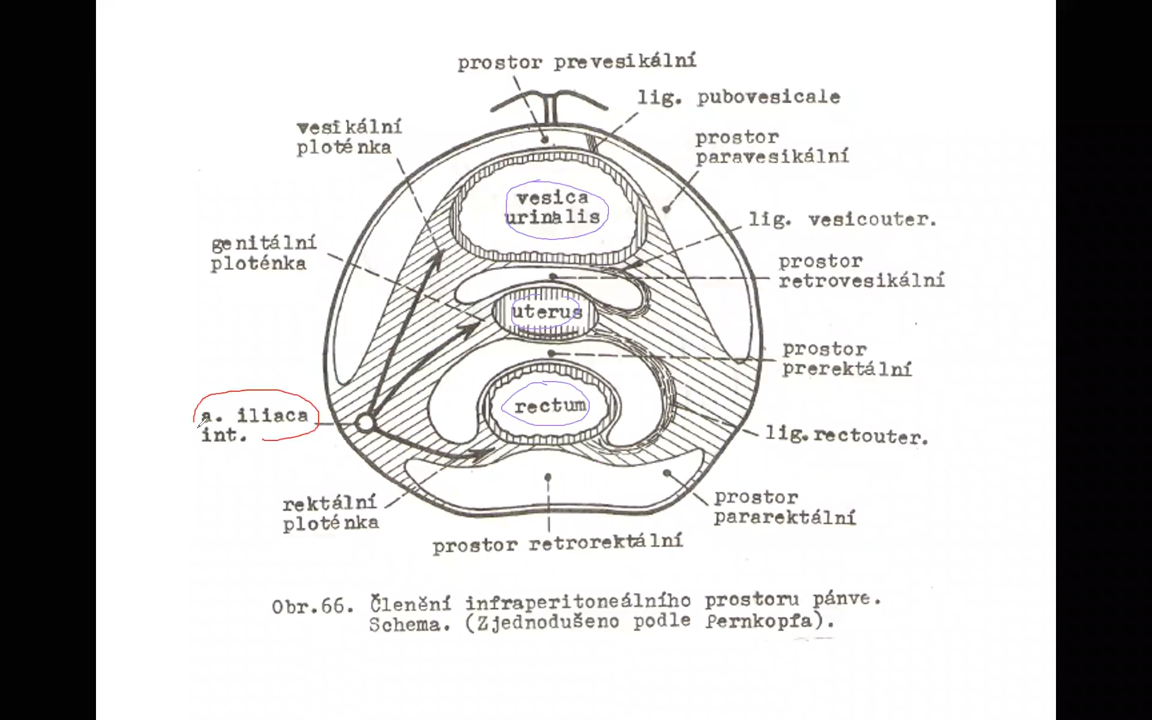 prostor prevesikální
lig. pubovesicale
vesikální
ploténka
prostor
paravesikální
vesica
urinalis
lig. vesicouter.
genitální
ploténka
prostor
retrovesikální
uterus
prostor
prerektální
rectum
a. iliaca
int.
lig.rectouter.
rektální
ploténka
prostor
pararektální
prostor retrorektální
Obr.66. Členění infraperitoneálního prostoru pánve.
Schema. (Zjednodušeno podle Pernkopfa).